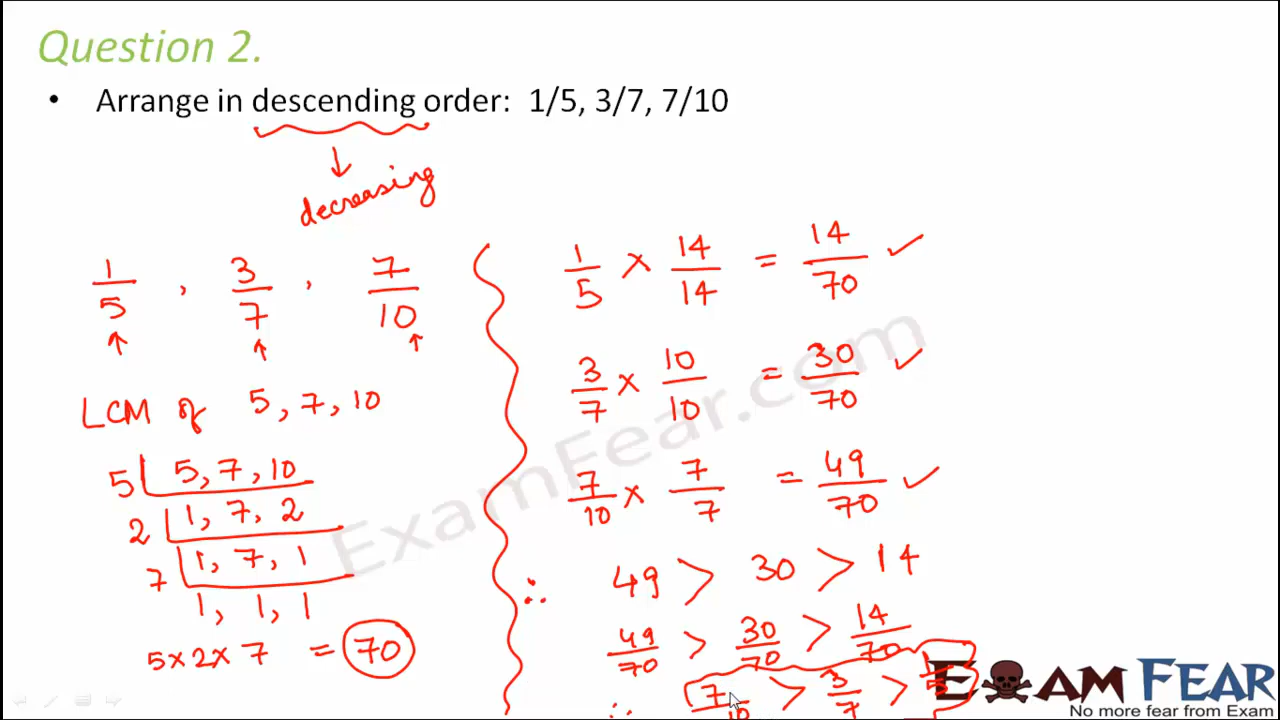 Question 2.
• Arrange in descending order: 1/5, 3/7, 7/10
↓
decreasing
1/5 , 3/7 , 7/10
↑ ↑ ↑
LCM of 5, 7, 10
5 | 5, 7, 10
2 | 1, 7, 2
7 | 1, 7, 1
1, 1, 1
5 × 2 × 7 = 70
1/5 × 14/14 = 14/70 ✓
3/7 × 10/10 = 30/70 ✓
7/10 × 7/7 = 49/70 ✓
∴ 49 > 30 > 14
49/70 > 30/70 > 14/70
∴ 7/10 > 3/7 > 1/5
ExamFear.com
EXAM FEAR
No more fear from Exam